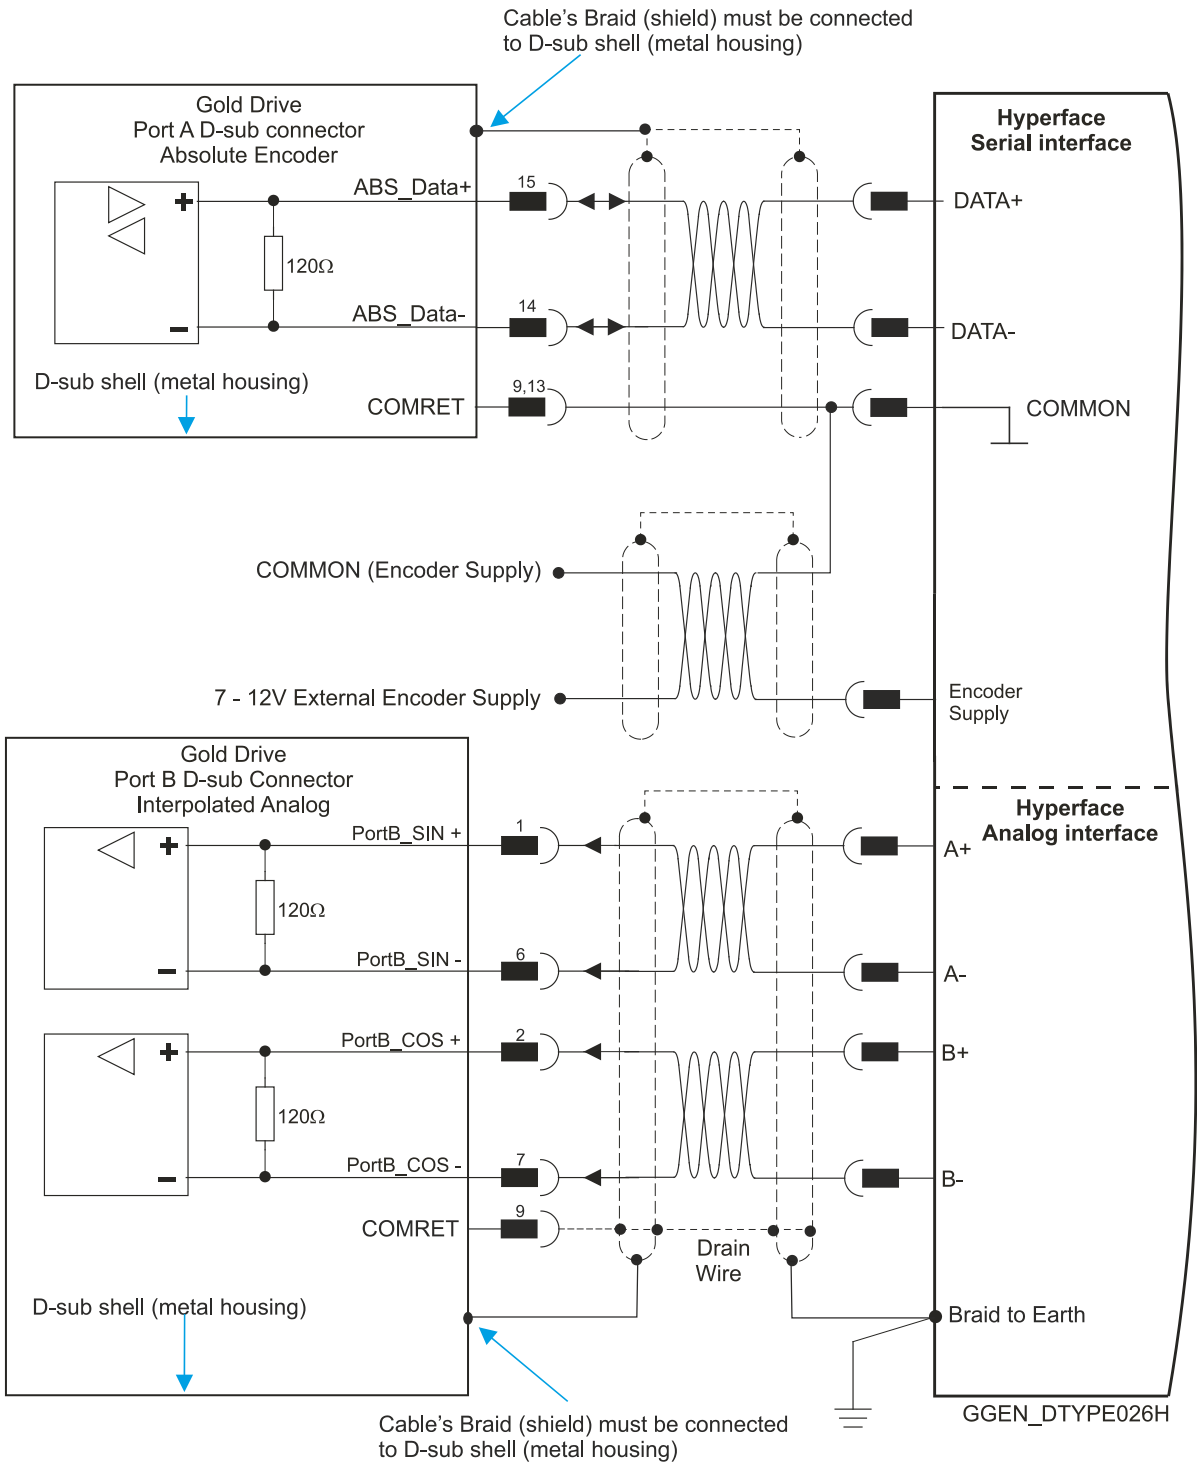 Cable's Braid (shield) must be connected
to D-sub shell (metal housing)
Gold Drive
Port A D-sub connector
Absolute Encoder
Hyperface
Serial interface
ABS_Data+
15
DATA+
120Ω
ABS_Data-
14
DATA-
D-sub shell (metal housing)
COMRET
9,13
COMMON
COMMON (Encoder Supply)
7 - 12V External Encoder Supply
Encoder
Supply
Gold Drive
Port B D-sub Connector
Interpolated Analog
Hyperface
Analog interface
PortB_SIN +
1
A+
120Ω
PortB_SIN -
6
A-
PortB_COS +
2
B+
120Ω
PortB_COS -
7
B-
COMRET
9
Drain
Wire
D-sub shell (metal housing)
Braid to Earth
GGEN_DTYPE026H
Cable's Braid (shield) must be connected
to D-sub shell (metal housing)